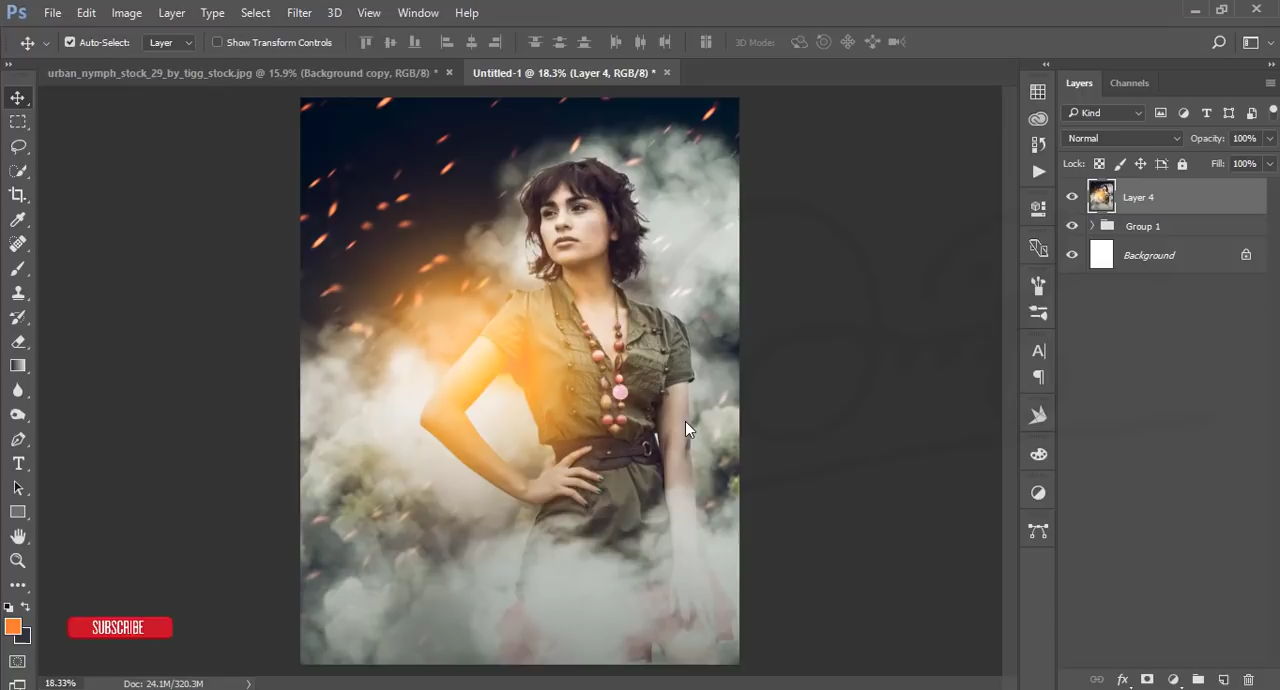 Ps File Edit Image Layer Type Select Filter 3D View Window Help
Auto-Select: Layer Show Transform Controls 3D Mode:
urban_nymph_stock_29_by_tigg_stock.jpg @ 15.9% (Background copy, RGB/8) * × Untitled-1 @ 18.3% (Layer 4, RGB/8) * ×
Layers Channels
Kind
Normal Opacity: 100%
Lock: Fill: 100%
Layer 4
Group 1
Background
SUBSCRIBE
18.33% Doc: 24.1M/320.3M